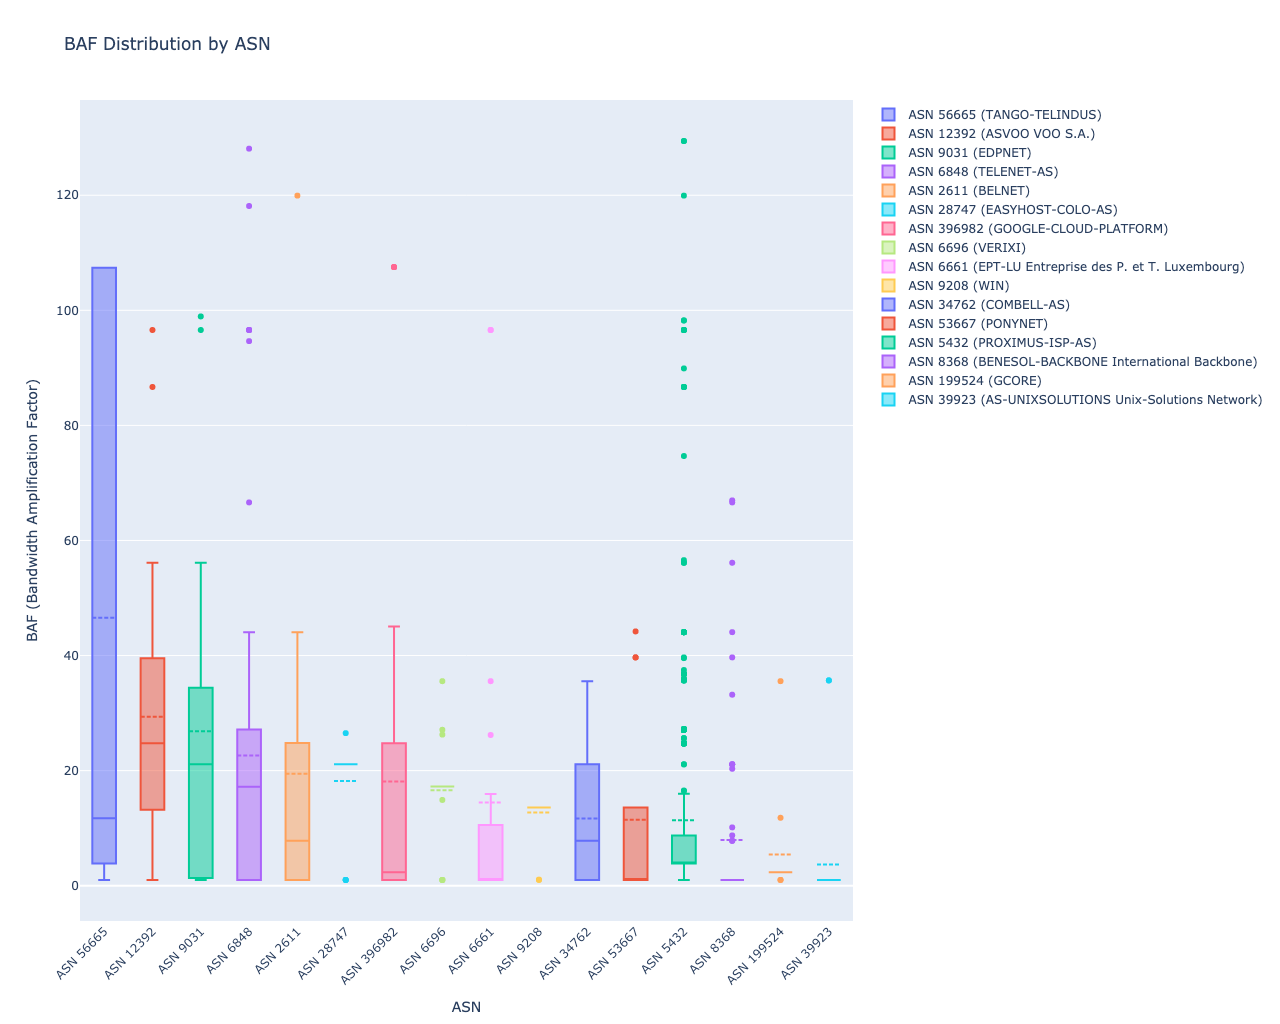 BAF Distribution by ASN
ASN 56665 (TANGO-TELINDUS)
ASN 12392 (ASVOO VOO S.A.)
ASN 9031 (EDPNET)
ASN 6848 (TELENET-AS)
ASN 2611 (BELNET)
ASN 28747 (EASYHOST-COLO-AS)
ASN 396982 (GOOGLE-CLOUD-PLATFORM)
ASN 6696 (VERIXI)
ASN 6661 (EPT-LU Entreprise des P. et T. Luxembourg)
ASN 9208 (WIN)
ASN 34762 (COMBELL-AS)
ASN 53667 (PONYNET)
ASN 5432 (PROXIMUS-ISP-AS)
ASN 8368 (BENESOL-BACKBONE International Backbone)
ASN 199524 (GCORE)
ASN 39923 (AS-UNIXSOLUTIONS Unix-Solutions Network)
BAF (Bandwidth Amplification Factor)
120
100
80
60
40
20
0
ASN 56665
ASN 12392
ASN 9031
ASN 6848
ASN 2611
ASN 28747
ASN 396982
ASN 6696
ASN 6661
ASN 9208
ASN 34762
ASN 53667
ASN 5432
ASN 8368
ASN 199524
ASN 39923
ASN